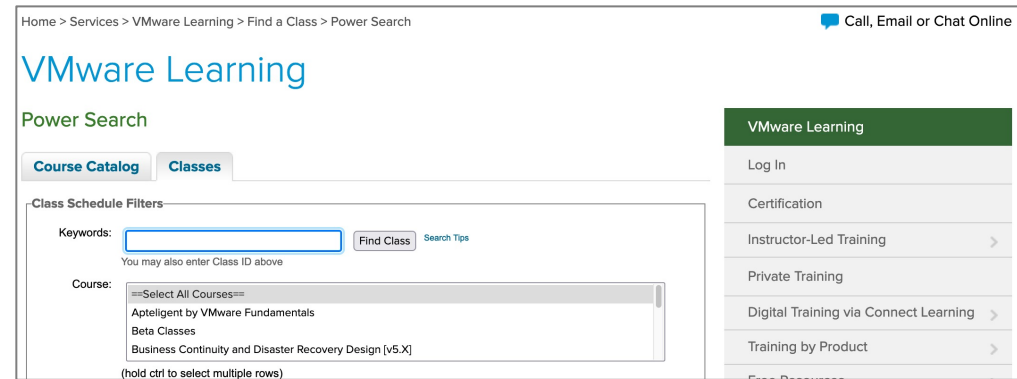 Home > Services > VMware Learning > Find a Class > Power Search
Call, Email or Chat Online
VMware Learning
Power Search
Course Catalog
Classes
Class Schedule Filters
Keywords:
Find Class
Search Tips
You may also enter Class ID above
Course:
==Select All Courses==
Apteligent by VMware Fundamentals
Beta Classes
Business Continuity and Disaster Recovery Design [v5.X]
(hold ctrl to select multiple rows)
VMware Learning
Log In
Certification
Instructor-Led Training
Private Training
Digital Training via Connect Learning
Training by Product
Free Resources